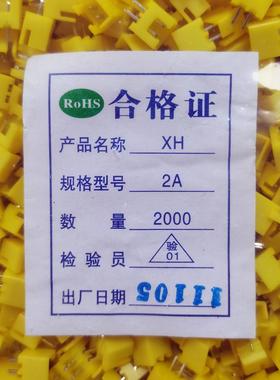 RoHS 合格证
产品名称 XH
规格型号 2A
数 量 2000
检 验 员 验 01
出厂日期 11105